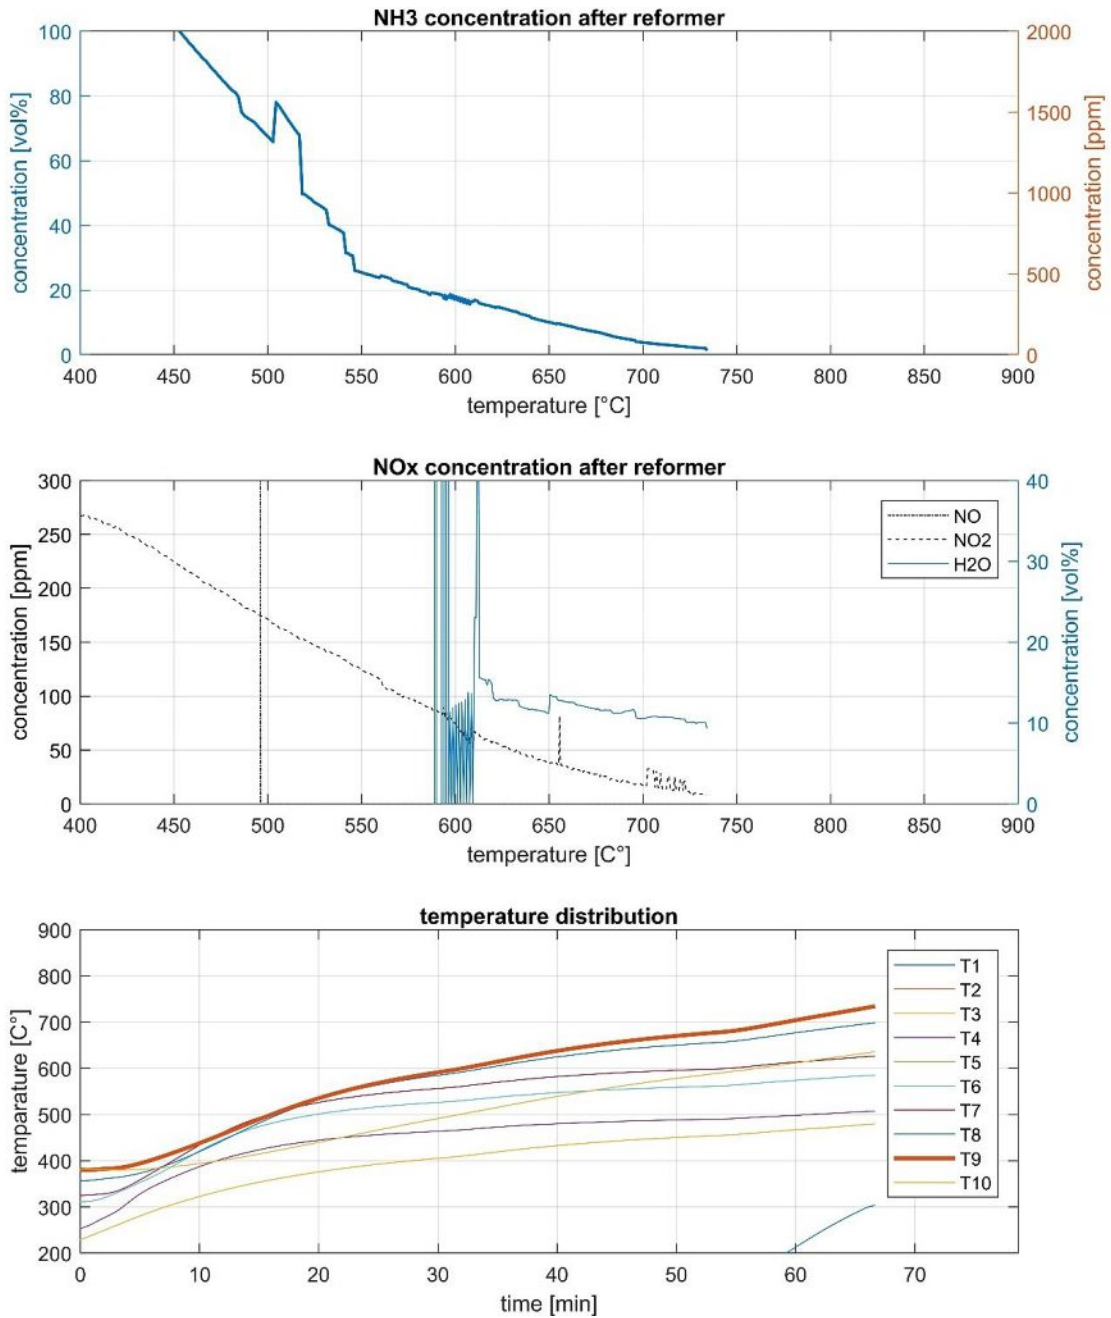 NH3 concentration after reformer
100
80
60
40
20
0
concentration [vol%]
2000
1500
1000
500
0
concentration [ppm]
400 450 500 550 600 650 700 750 800 850 900
temperature [°C]
NOx concentration after reformer
300
250
200
150
100
50
0
concentration [ppm]
40
30
20
10
0
concentration [vol%]
NO
NO2
H2O
400 450 500 550 600 650 700 750 800 850 900
temperature [C°]
temperature distribution
900
800
700
600
500
400
300
200
temparature [C°]
T1
T2
T3
T4
T5
T6
T7
T8
T9
T10
0 10 20 30 40 50 60 70
time [min]